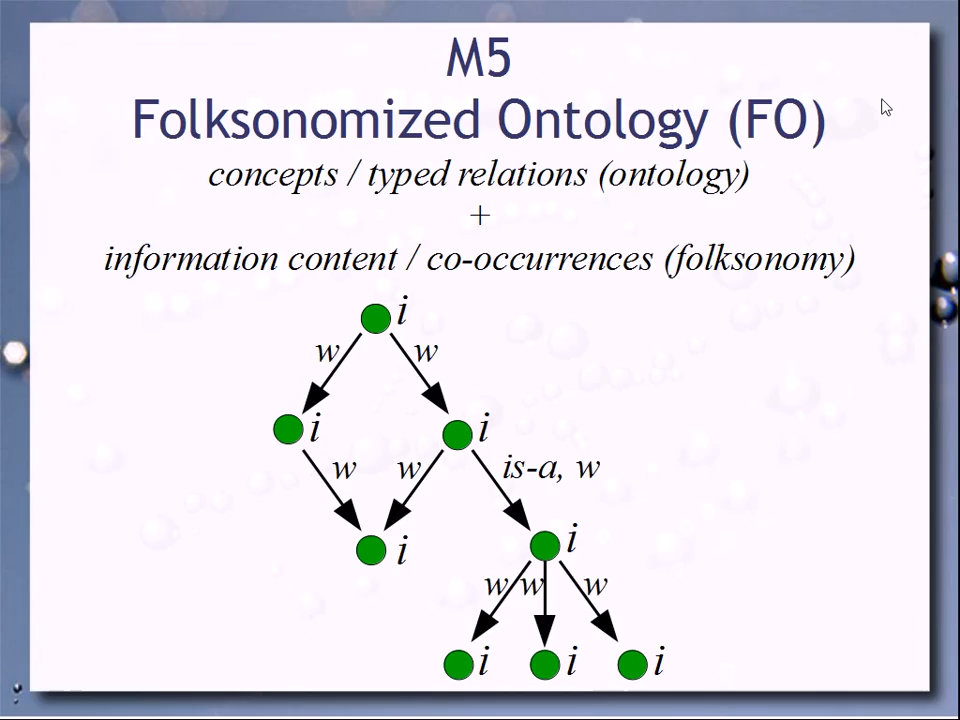 M5
Folksonomized Ontology (FO)
concepts / typed relations (ontology)
+
information content / co-occurrences (folksonomy)
i
w w
i i
w w is-a, w
i i
w w w
i i i